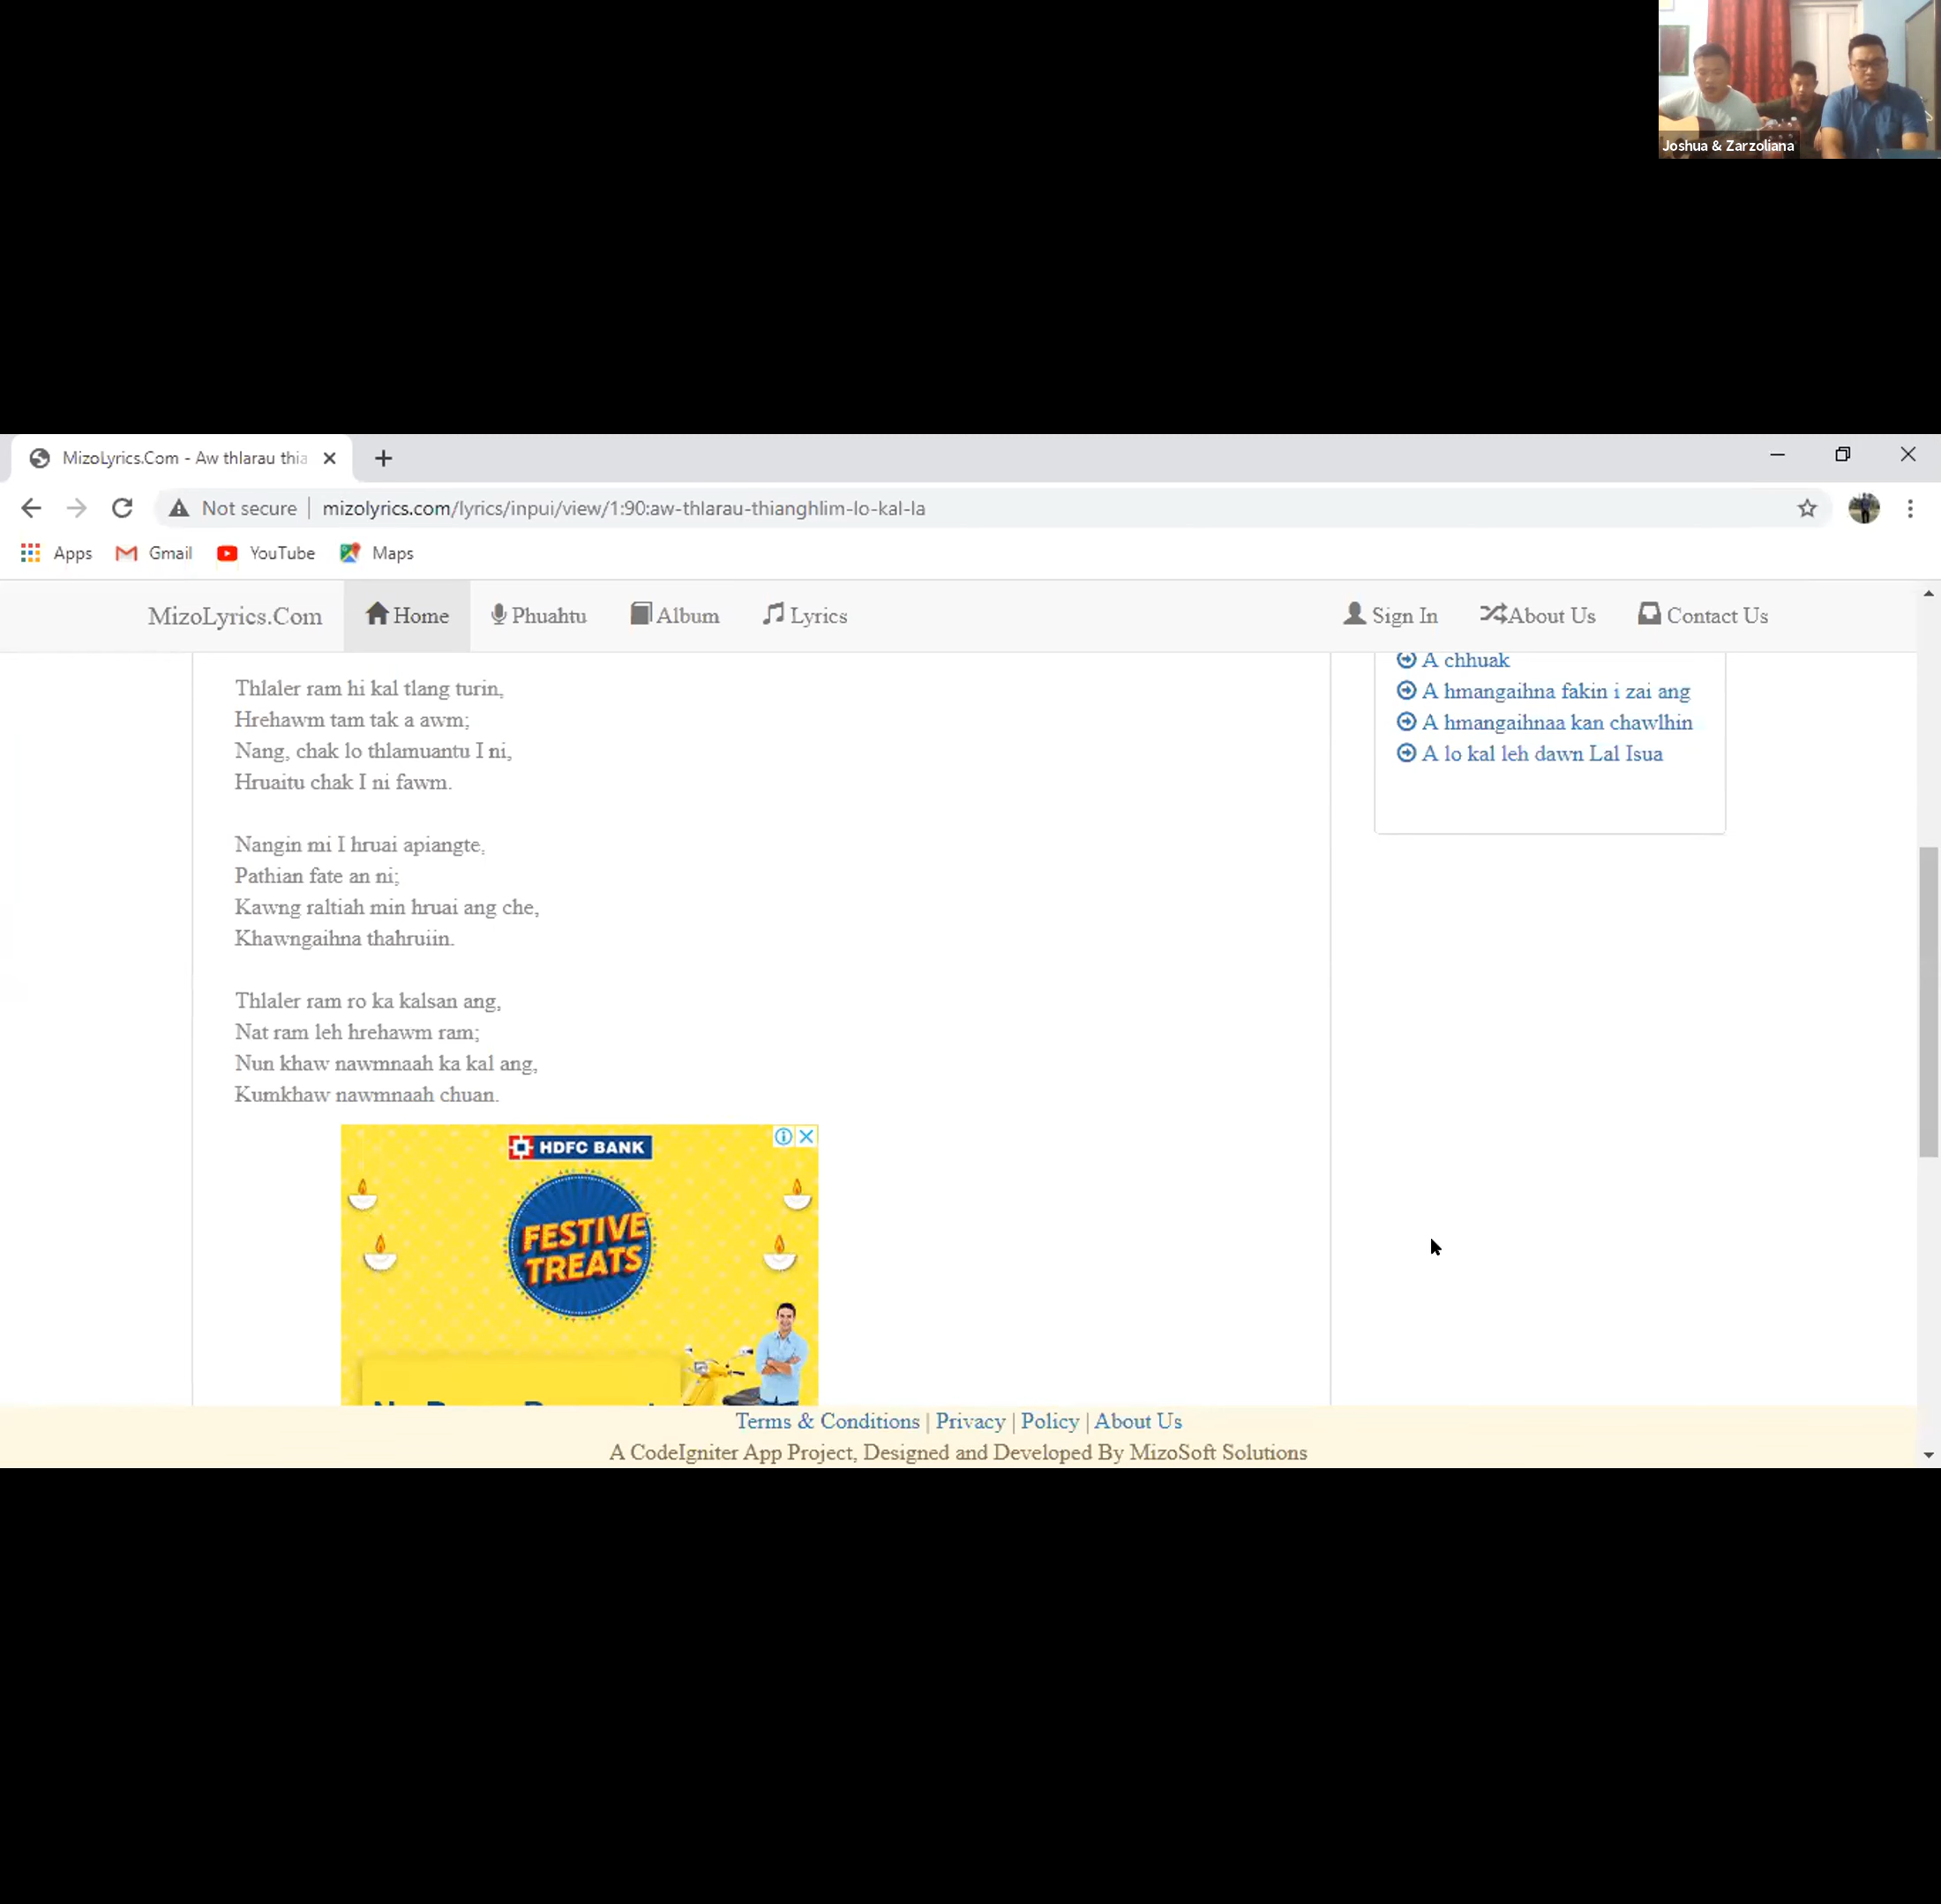 Joshua & Zarzoliana
MizoLyrics.Com - Aw thlarau thia
Not secure | mizolyrics.com/lyrics/inpui/view/1:90:aw-thlarau-thianghlim-lo-kal-la
Apps Gmail YouTube Maps
MizoLyrics.Com Home Phuahtu Album Lyrics Sign In About Us Contact Us
Thlaler ram hi kal tlang turin,
Hrehawm tam tak a awm;
Nang, chak lo thlamuantu I ni,
Hruaitu chak I ni fawm.
Nangin mi I hruai apiangte,
Pathian fate an ni;
Kawng raltiah min hruai ang che,
Khawngaihna thahruiin.
Thlaler ram ro ka kalsan ang,
Nat ram leh hrehawm ram;
Nun khaw nawmnaah ka kal ang,
Kumkhaw nawmnaah chuan.
A chhuak
A hmangaihna fakin i zai ang
A hmangaihnaa kan chawlhin
A lo kal leh dawn Lal Isua
HDFC BANK
FESTIVE
TREATS
Terms & Conditions | Privacy | Policy | About Us
A CodeIgniter App Project, Designed and Developed By MizoSoft Solutions